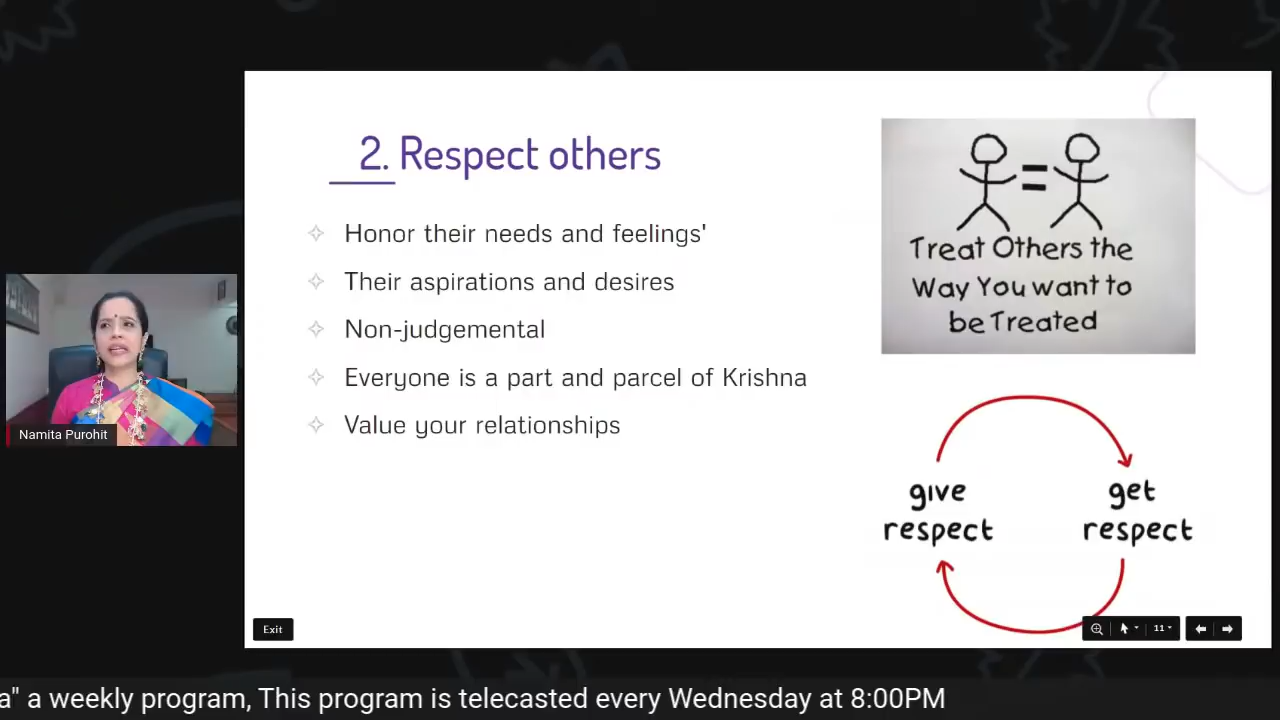 2. Respect others
Honor their needs and feelings'
Their aspirations and desires
Non-judgemental
Everyone is a part and parcel of Krishna
Value your relationships
Treat Others the
Way You want to
be Treated
give
respect
get
respect
Namita Purohit
Exit
11
a" a weekly program, This program is telecasted every Wednesday at 8:00PM